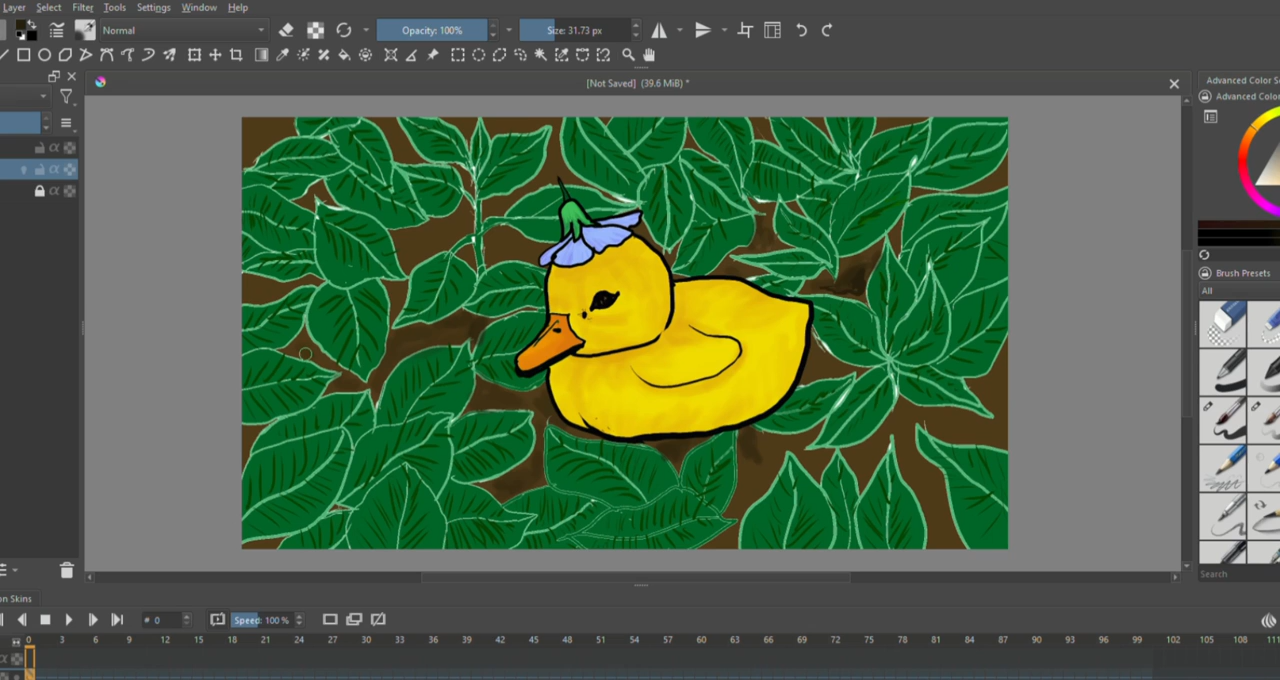 Layer Select Filter Tools Settings Window Help
Normal Opacity: 100% Size: 31.73 px
[Not Saved] (39.6 MiB) *
Advanced Color Se
Advanced Color
Brush Presets
All
Search
on Skins
# 0 Speed: 100 %
0 3 6 9 12 15 18 21 24 27 30 33 36 39 42 45 48 51 54 57 60 63 66 69 72 75 78 81 84 87 90 93 96 99 102 105 108 111